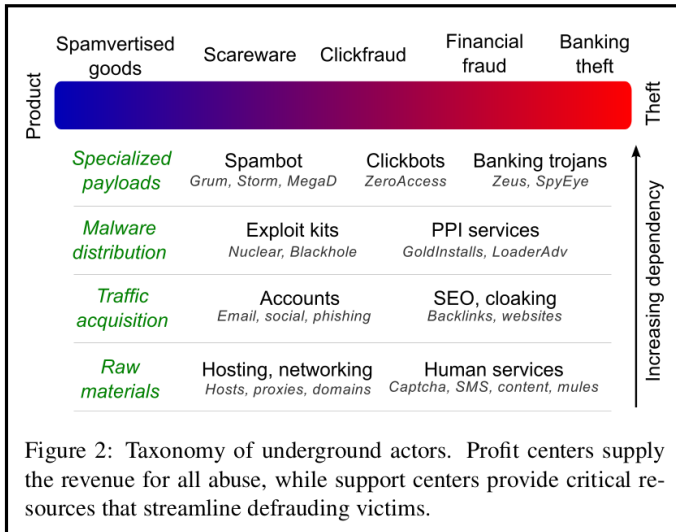 Spamvertised goods Scareware Clickfraud Financial fraud Banking theft
Product
Theft
Specialized payloads
Spambot Clickbots Banking trojans
Grum, Storm, MegaD ZeroAccess Zeus, SpyEye
Malware distribution
Exploit kits PPI services
Nuclear, Blackhole GoldInstalls, LoaderAdv
Traffic acquisition
Accounts SEO, cloaking
Email, social, phishing Backlinks, websites
Raw materials
Hosting, networking Human services
Hosts, proxies, domains Captcha, SMS, content, mules
Increasing dependency
Figure 2: Taxonomy of underground actors. Profit centers supply
the revenue for all abuse, while support centers provide critical re-
sources that streamline defrauding victims.